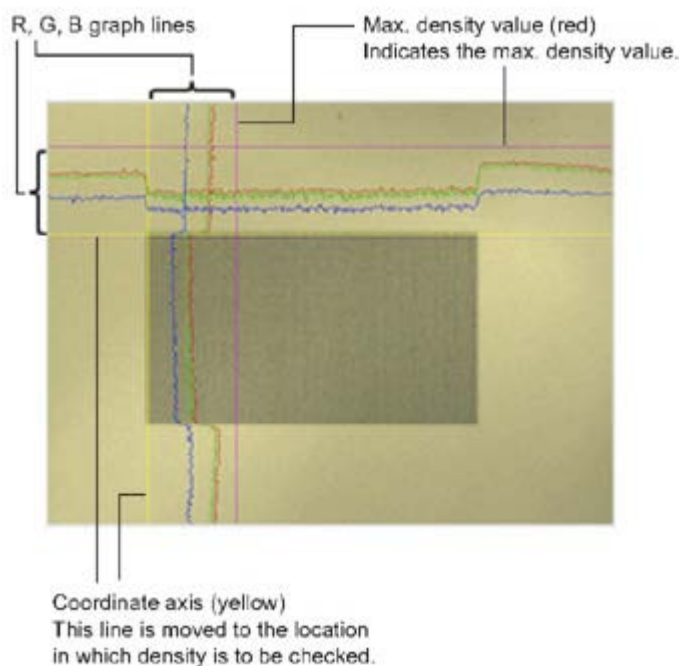 R, G, B graph lines
Max. density value (red)
Indicates the max. density value.
Coordinate axis (yellow)
This line is moved to the location
in which density is to be checked.